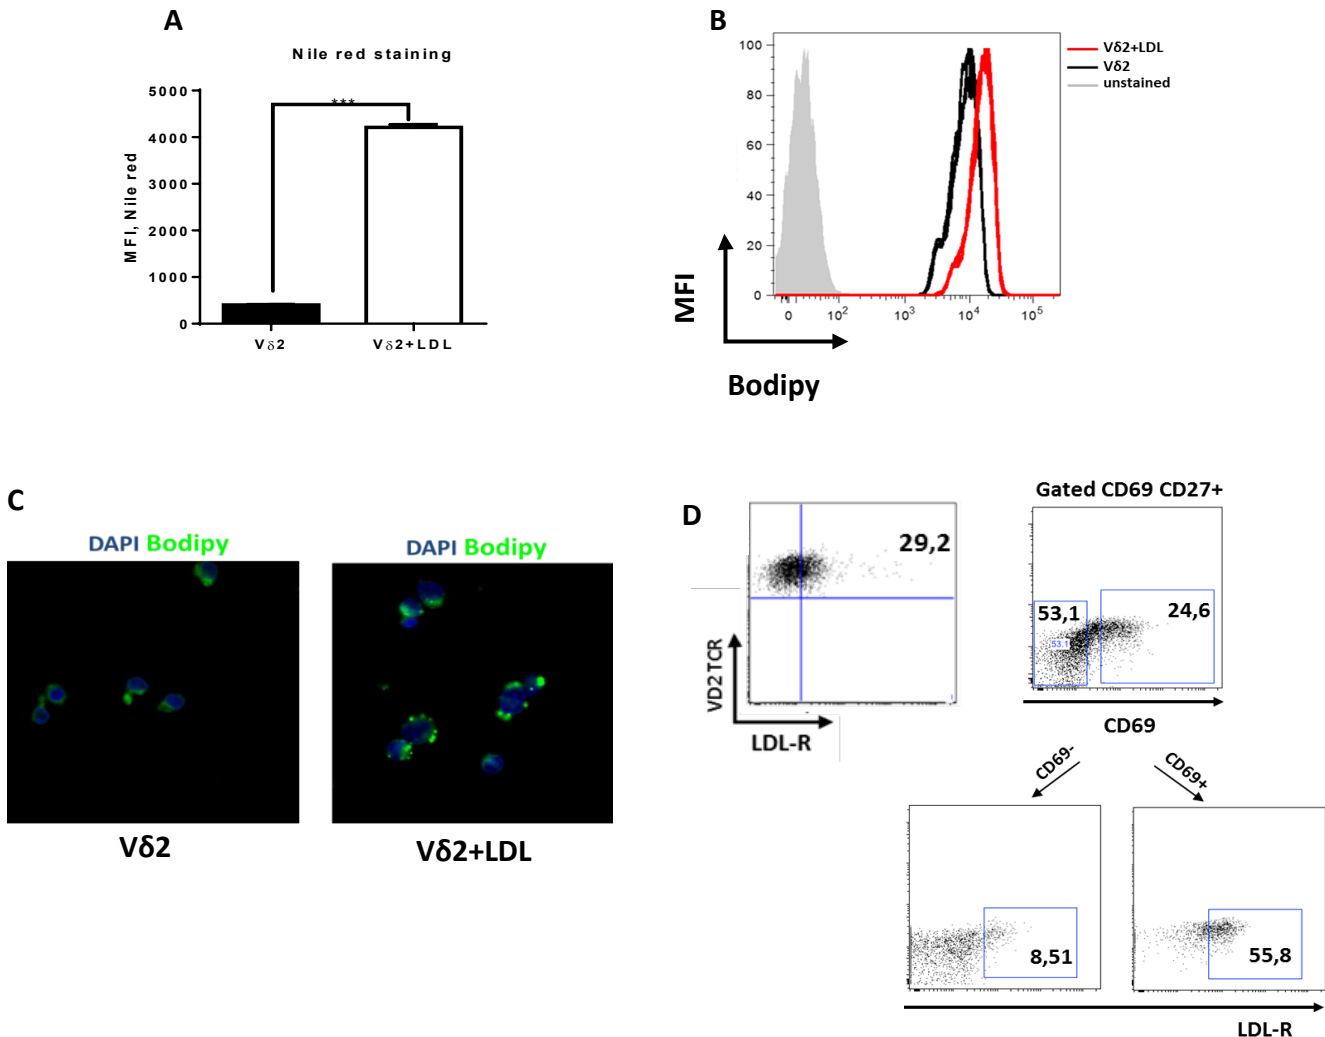 A
Nile red staining
5000
4000
3000
2000
1000
0
MFI, Nile red
***
Vδ2
Vδ2+LDL
B
100
80
60
40
20
0
0
10²
10³
10⁴
10⁵
Vδ2+LDL
Vδ2
unstained
MFI
Bodipy
C
DAPI Bodipy
DAPI Bodipy
Vδ2
Vδ2+LDL
D
29,2
VD2TCR
LDL-R
Gated CD69 CD27+
53,1
24,6
53.1
CD69
CD69-
CD69+
8,51
55,8
LDL-R